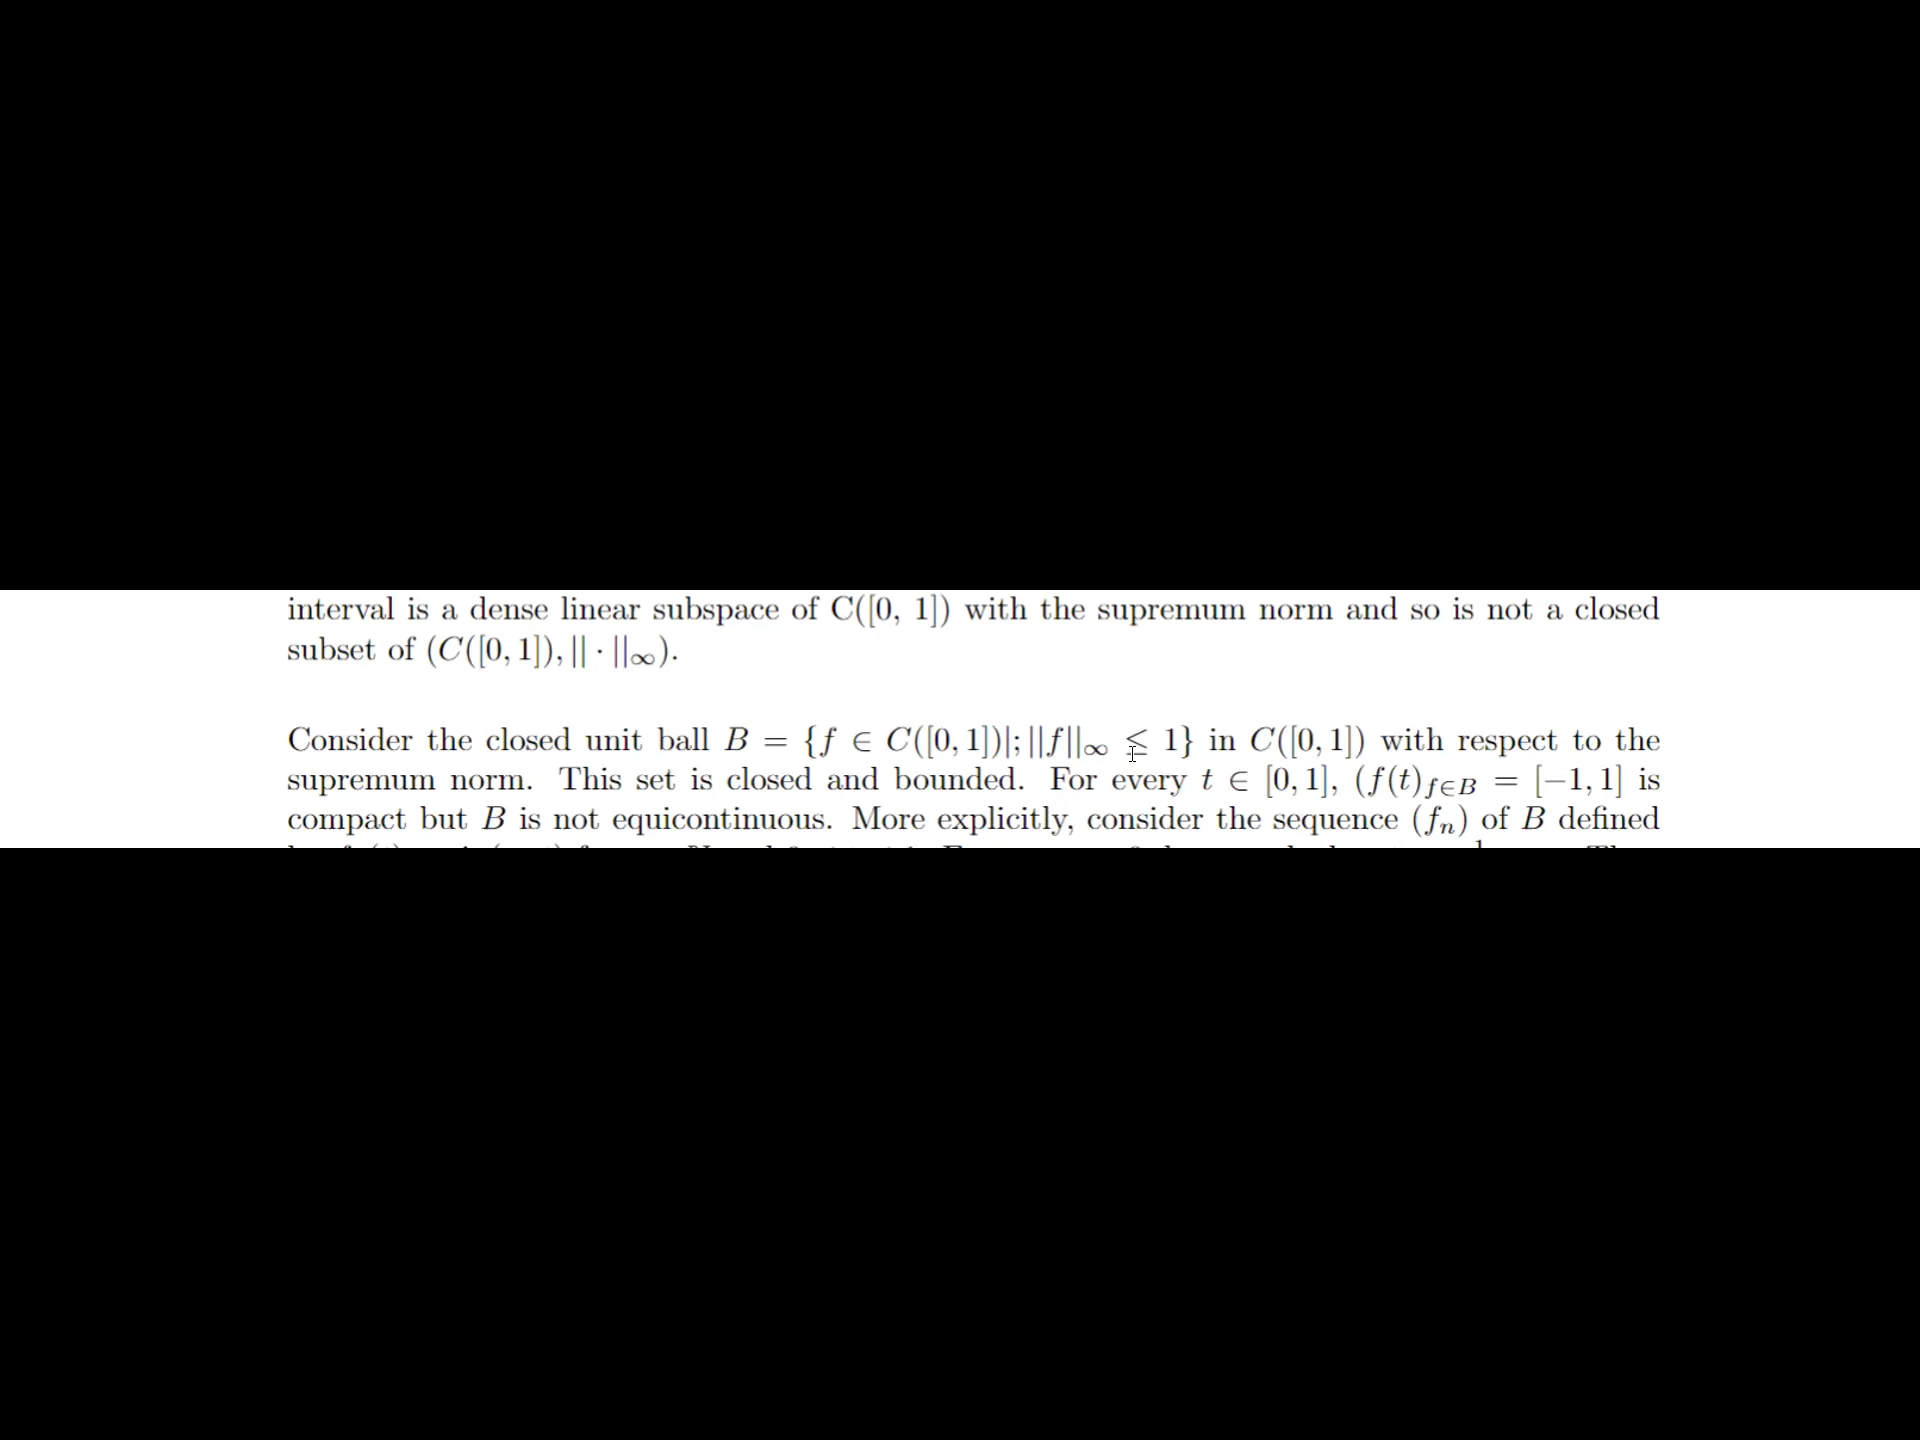 interval is a dense linear subspace of C([0, 1]) with the supremum norm and so is not a closed
subset of (C([0, 1]), || · ||∞).
Consider the closed unit ball B = {f ∈ C([0, 1])|; ||f||∞ ≤ 1} in C([0, 1]) with respect to the
supremum norm. This set is closed and bounded. For every t ∈ [0, 1], (f(t)f∈B = [−1, 1] is
compact but B is not equicontinuous. More explicitly, consider the sequence (fn) of B defined